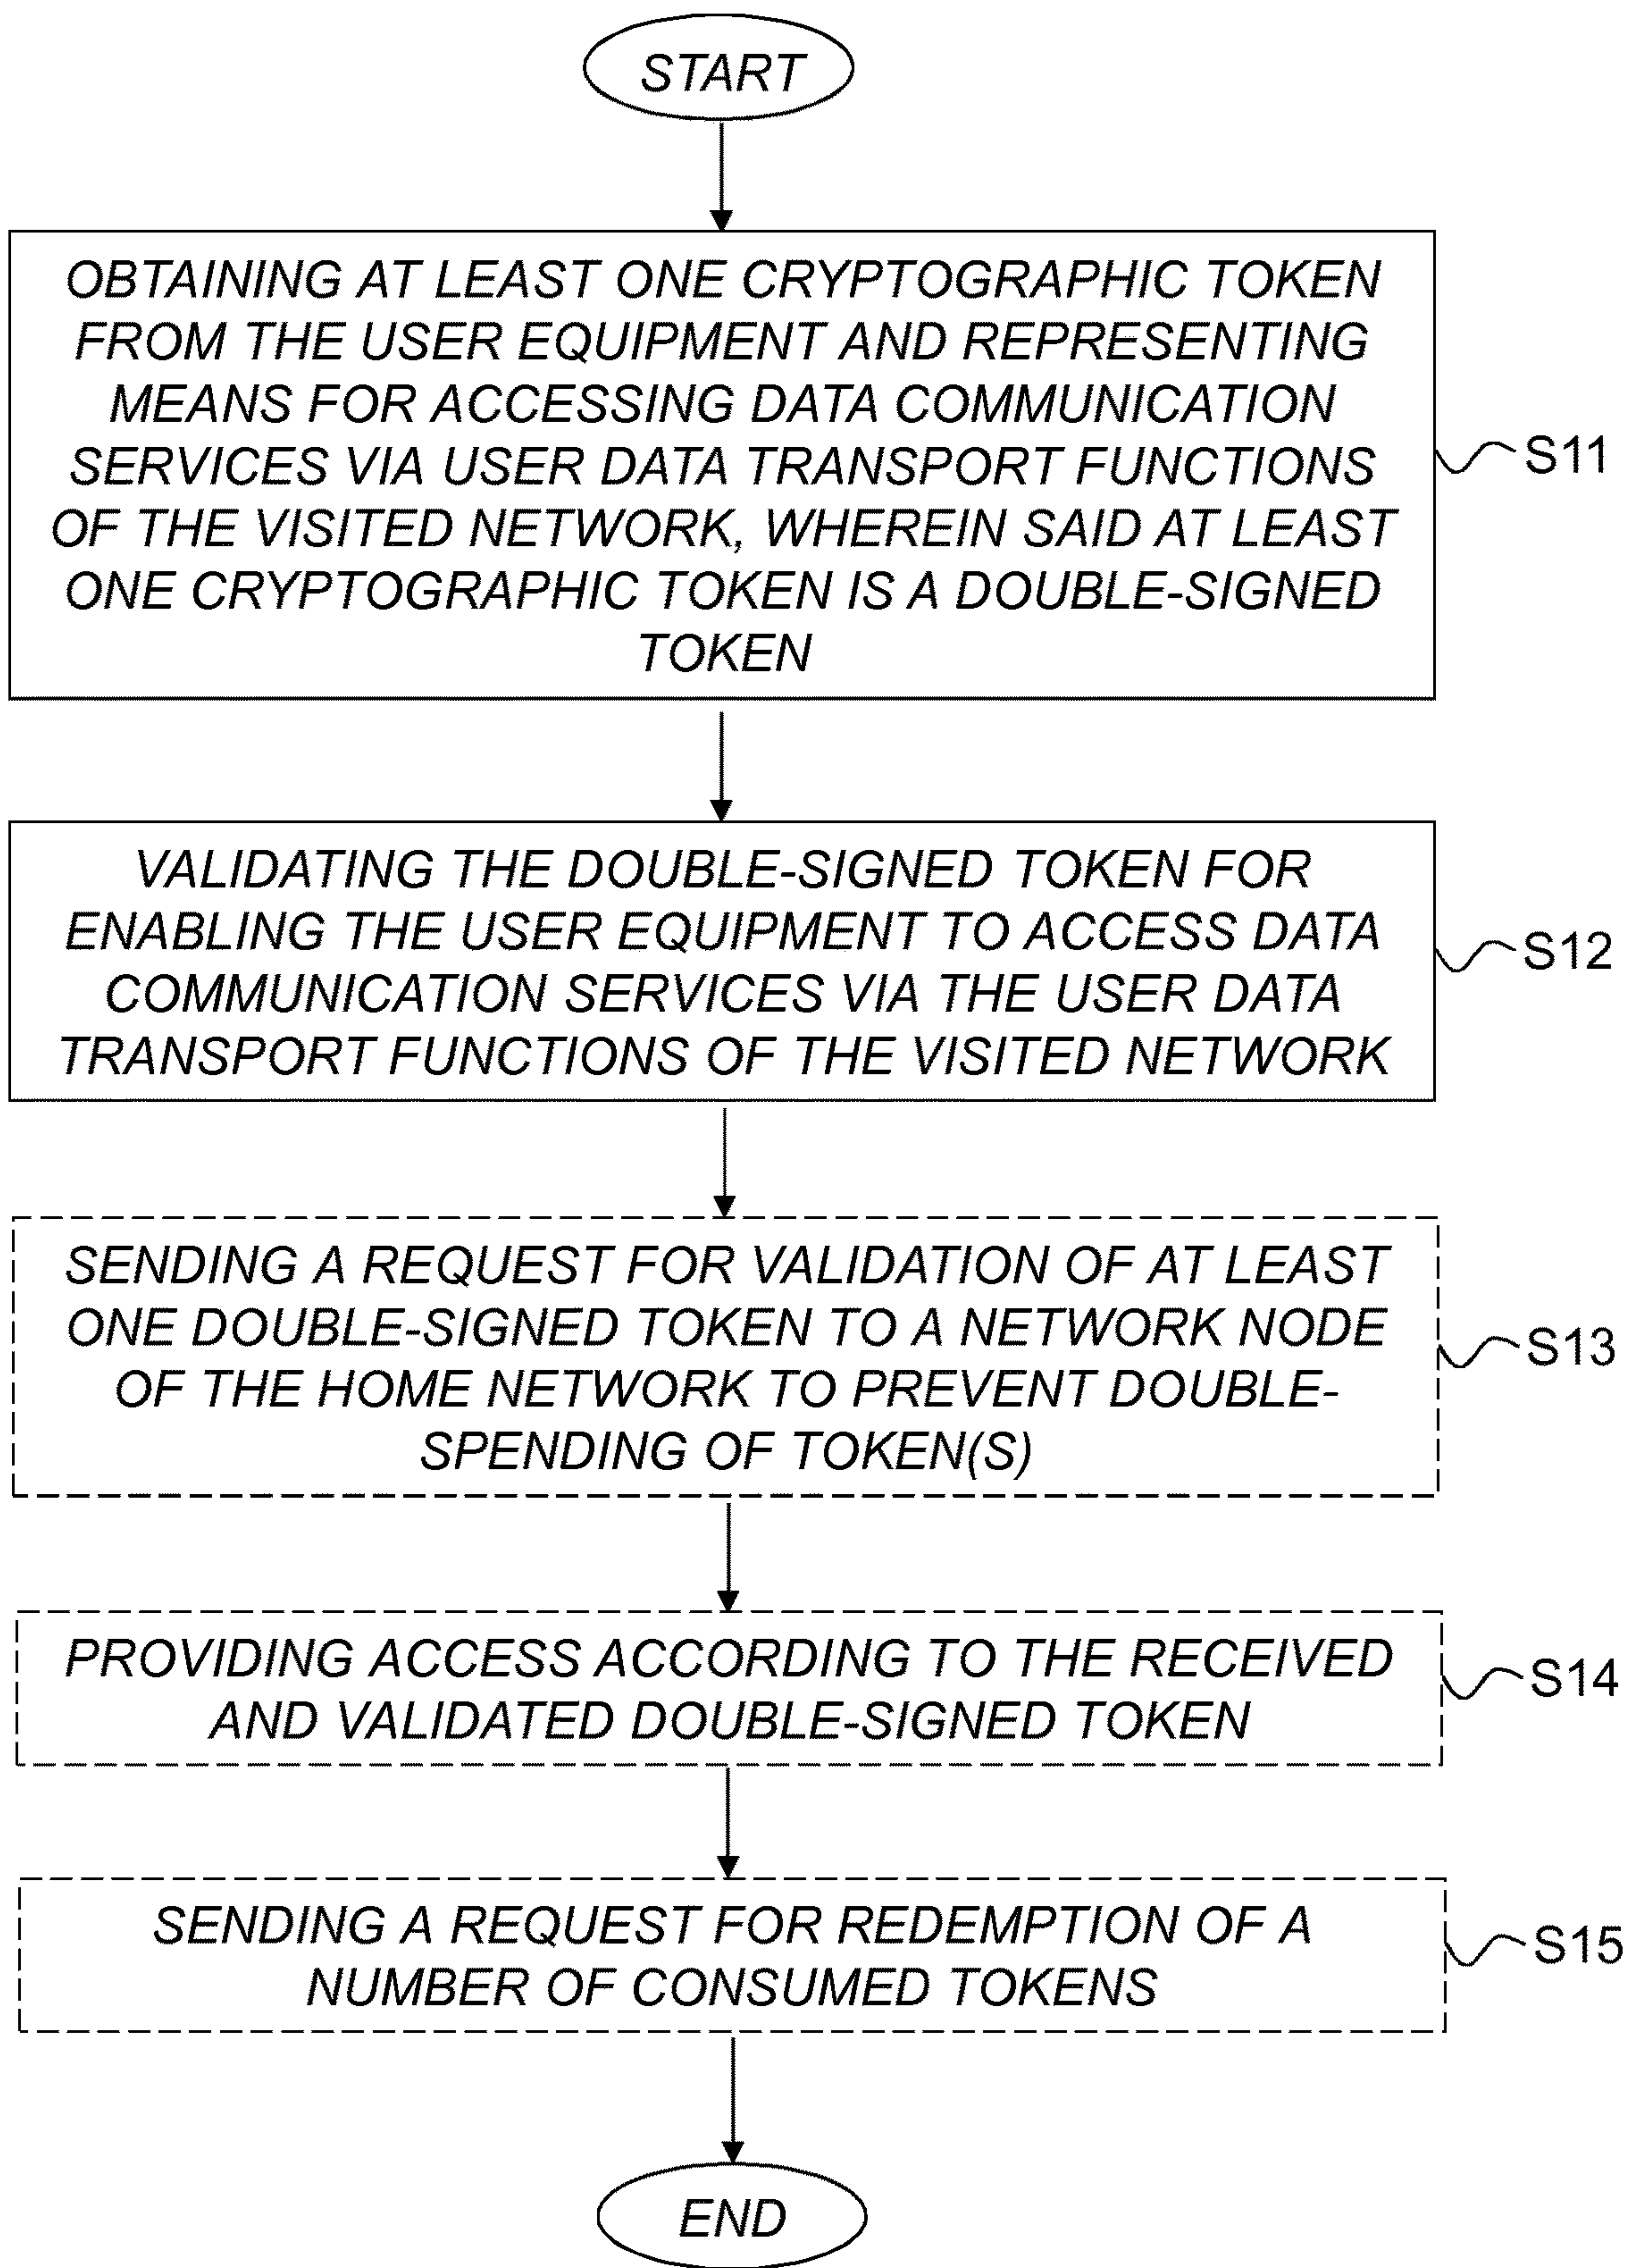 START
OBTAINING AT LEAST ONE CRYPTOGRAPHIC TOKEN
FROM THE USER EQUIPMENT AND REPRESENTING
MEANS FOR ACCESSING DATA COMMUNICATION
SERVICES VIA USER DATA TRANSPORT FUNCTIONS
OF THE VISITED NETWORK, WHEREIN SAID AT LEAST
ONE CRYPTOGRAPHIC TOKEN IS A DOUBLE-SIGNED
TOKEN
S11
VALIDATING THE DOUBLE-SIGNED TOKEN FOR
ENABLING THE USER EQUIPMENT TO ACCESS DATA
COMMUNICATION SERVICES VIA THE USER DATA
TRANSPORT FUNCTIONS OF THE VISITED NETWORK
S12
SENDING A REQUEST FOR VALIDATION OF AT LEAST
ONE DOUBLE-SIGNED TOKEN TO A NETWORK NODE
OF THE HOME NETWORK TO PREVENT DOUBLE-
SPENDING OF TOKEN(S)
S13
PROVIDING ACCESS ACCORDING TO THE RECEIVED
AND VALIDATED DOUBLE-SIGNED TOKEN
S14
SENDING A REQUEST FOR REDEMPTION OF A
NUMBER OF CONSUMED TOKENS
S15
END